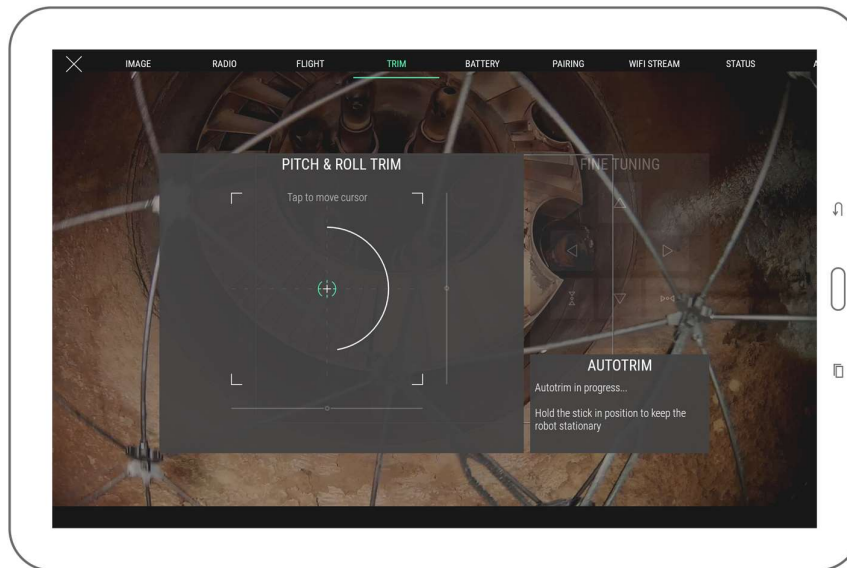 IMAGE RADIO FLIGHT TRIM BATTERY PAIRING WIFI STREAM STATUS
PITCH & ROLL TRIM
Tap to move cursor
FINE TUNING
AUTOTRIM
Autotrim in progress...
Hold the stick in position to keep the
robot stationary